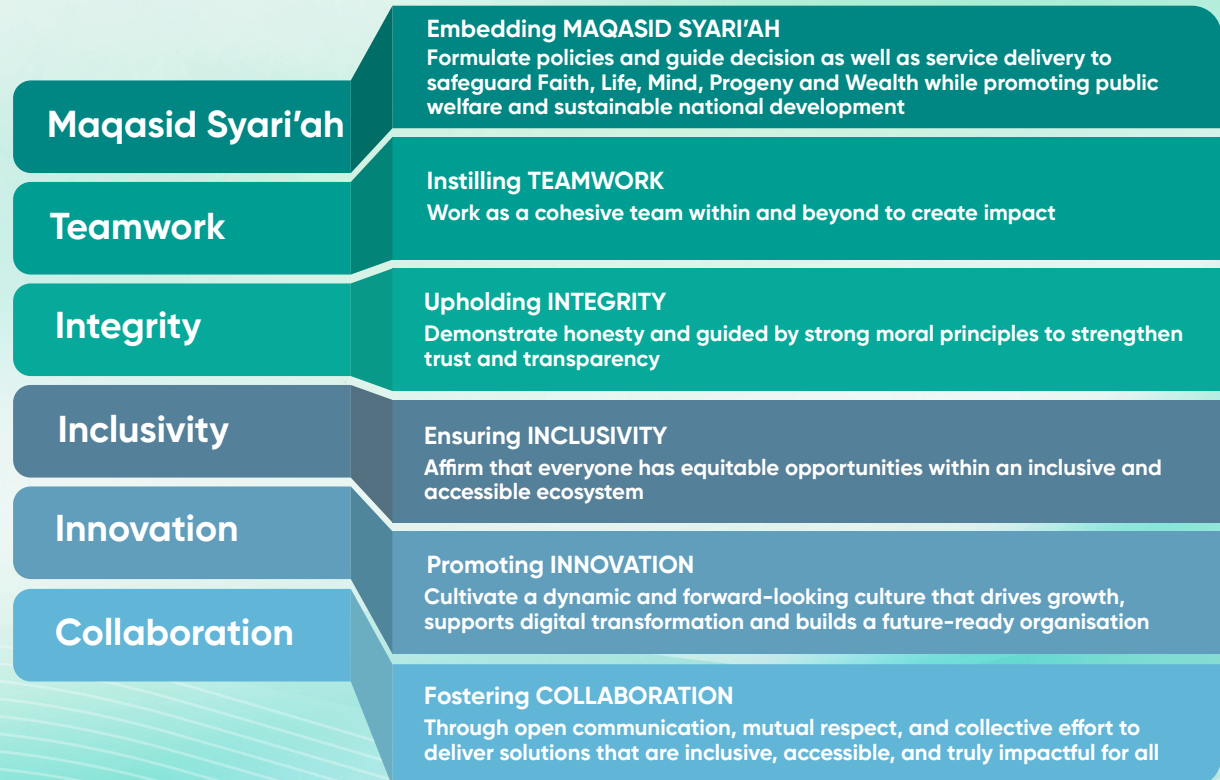 Maqasid Syari'ah
Embedding MAQASID SYARI'AH
Formulate policies and guide decision as well as service delivery to
safeguard Faith, Life, Mind, Progeny and Wealth while promoting public
welfare and sustainable national development
Teamwork
Instilling TEAMWORK
Work as a cohesive team within and beyond to create impact
Integrity
Upholding INTEGRITY
Demonstrate honesty and guided by strong moral principles to strengthen
trust and transparency
Inclusivity
Ensuring INCLUSIVITY
Affirm that everyone has equitable opportunities within an inclusive and
accessible ecosystem
Innovation
Promoting INNOVATION
Cultivate a dynamic and forward-looking culture that drives growth,
supports digital transformation and builds a future-ready organisation
Collaboration
Fostering COLLABORATION
Through open communication, mutual respect, and collective effort to
deliver solutions that are inclusive, accessible, and truly impactful for all